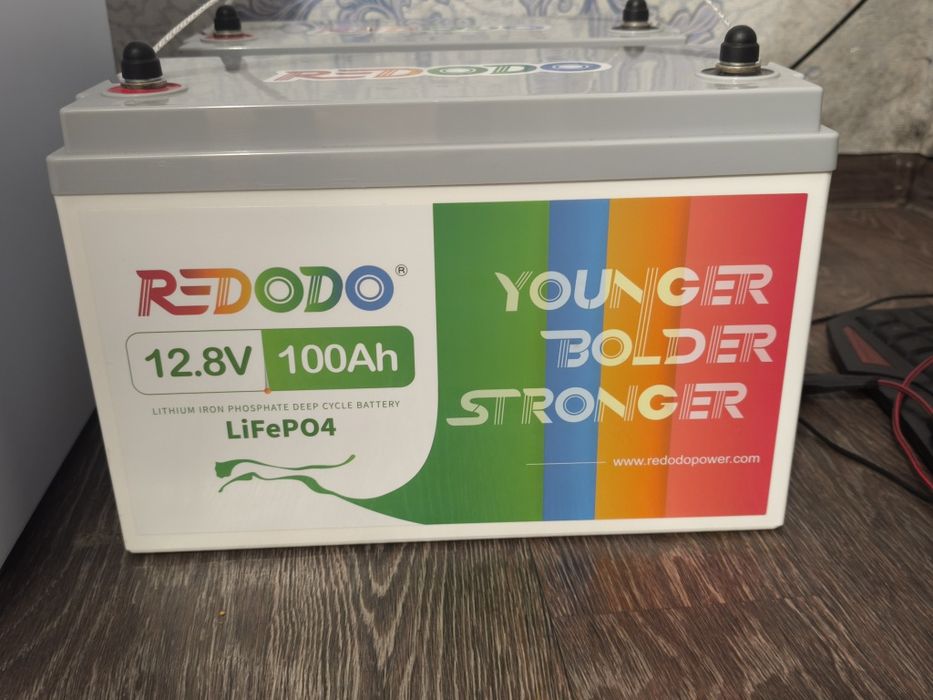 REDODO
REDODO®
12.8V 100Ah
LITHIUM IRON PHOSPHATE DEEP CYCLE BATTERY
LiFePO4
YOUNGER
BOLDER
STRONGER
www.redodopower.com